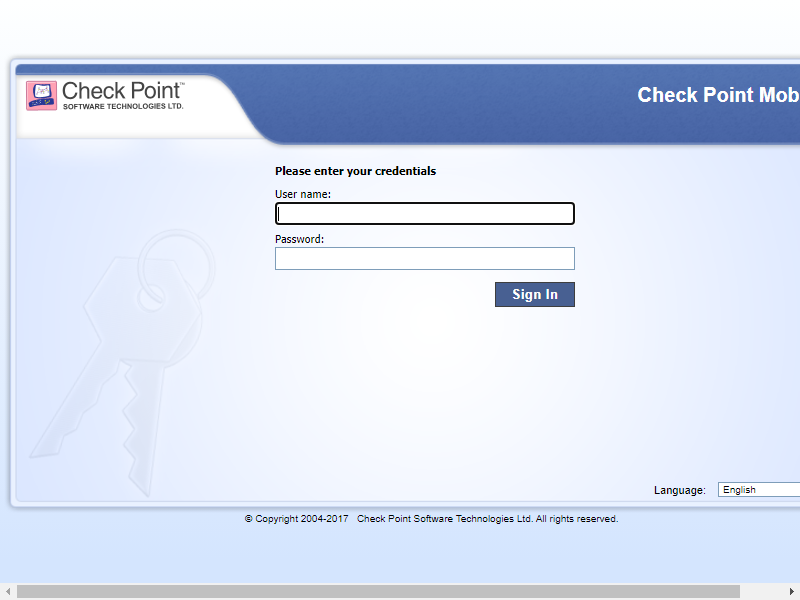 Check Point™
SOFTWARE TECHNOLOGIES LTD.
Check Point Mob
Please enter your credentials
User name:
Password:
Sign In
Language: English
© Copyright 2004-2017 Check Point Software Technologies Ltd. All rights reserved.